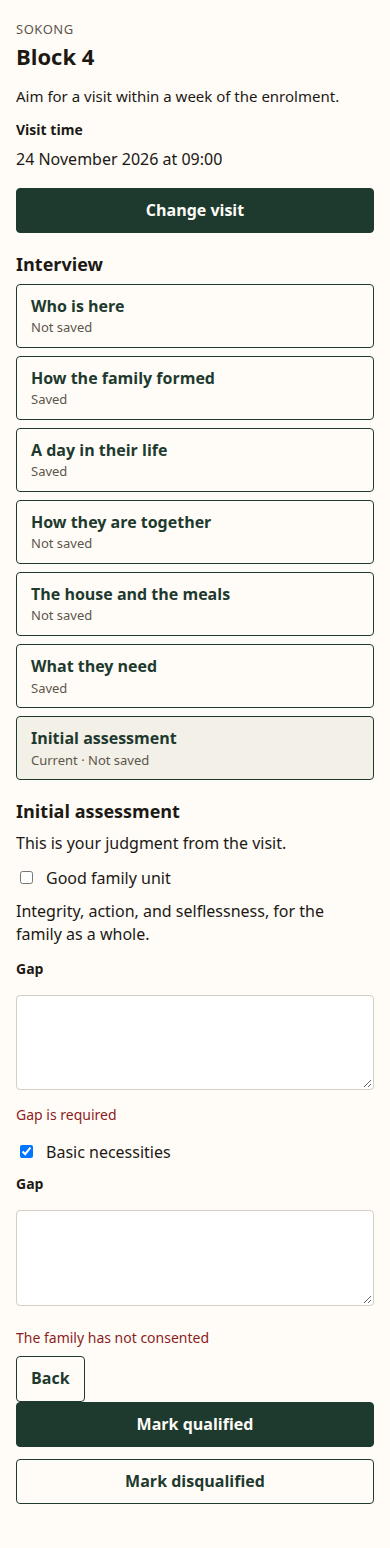 SOKONG
Block 4
Aim for a visit within a week of the enrolment.
Visit time
24 November 2026 at 09:00
Change visit
Interview
Who is here
Not saved
How the family formed
Saved
A day in their life
Saved
How they are together
Not saved
The house and the meals
Not saved
What they need
Saved
Initial assessment
Current · Not saved
Initial assessment
This is your judgment from the visit.
Good family unit
Integrity, action, and selflessness, for the
family as a whole.
Gap
Gap is required
Basic necessities
Gap
The family has not consented
Back
Mark qualified
Mark disqualified